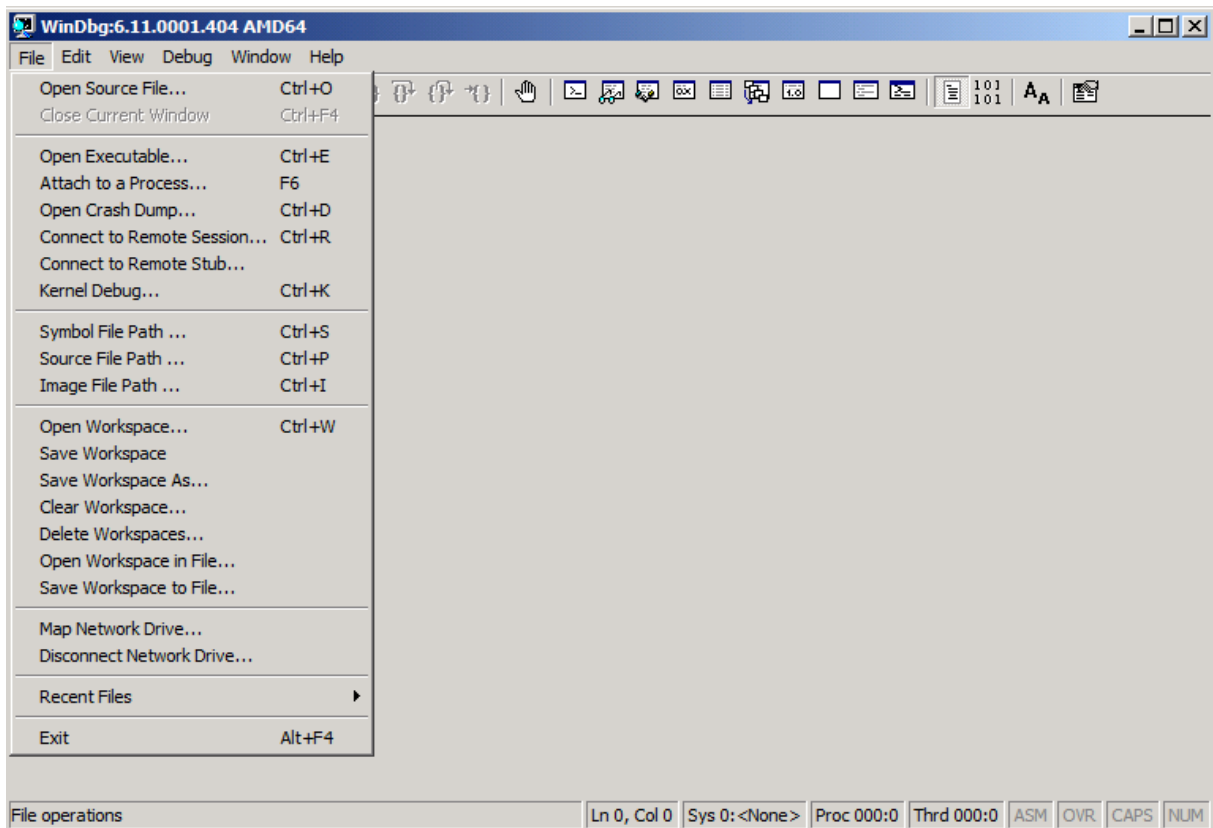 WinDbg:6.11.0001.404 AMD64
File Edit View Debug Window Help
Open Source File... Ctrl+O
Close Current Window Ctrl+F4
Open Executable... Ctrl+E
Attach to a Process... F6
Open Crash Dump... Ctrl+D
Connect to Remote Session... Ctrl+R
Connect to Remote Stub...
Kernel Debug... Ctrl+K
Symbol File Path ... Ctrl+S
Source File Path ... Ctrl+P
Image File Path ... Ctrl+I
Open Workspace... Ctrl+W
Save Workspace
Save Workspace As...
Clear Workspace...
Delete Workspaces...
Open Workspace in File...
Save Workspace to File...
Map Network Drive...
Disconnect Network Drive...
Recent Files
Exit Alt+F4
File operations Ln 0, Col 0 Sys 0:<None> Proc 000:0 Thrd 000:0 ASM OVR CAPS NUM